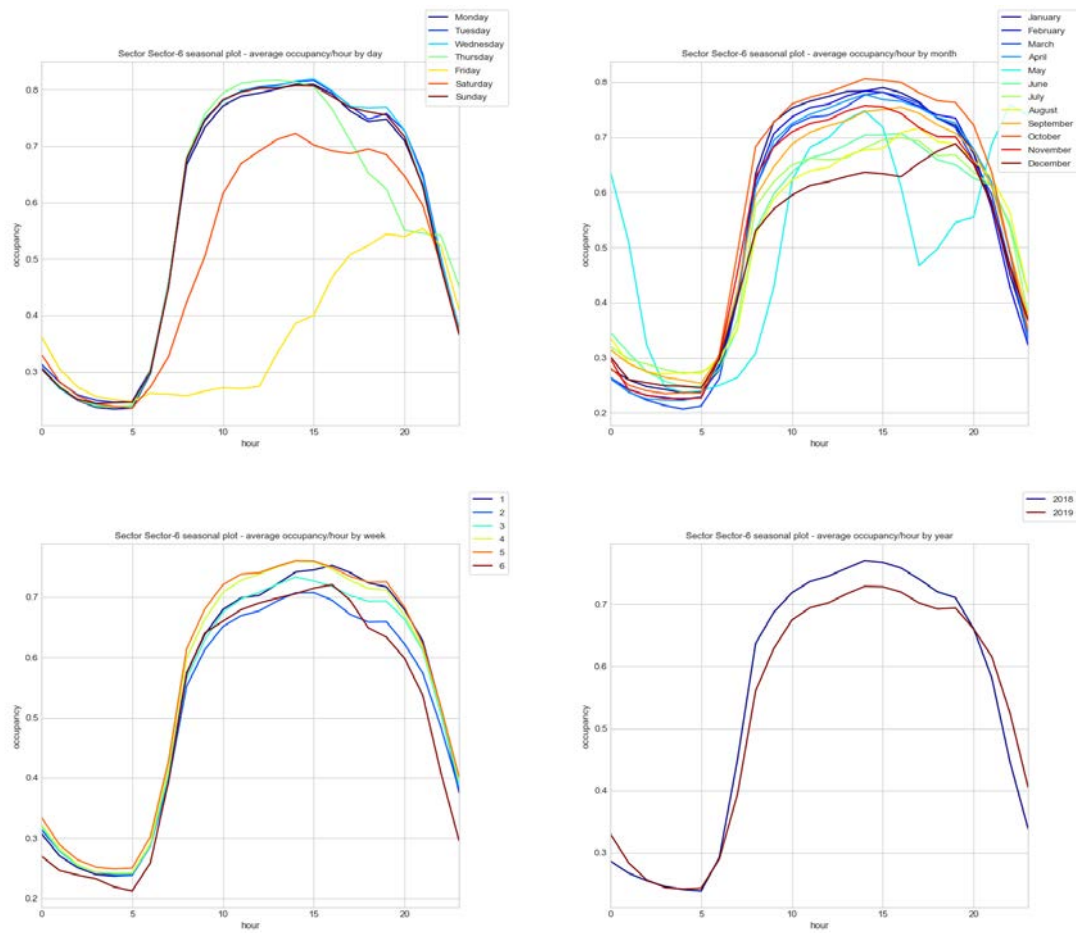 Monday
Tuesday
Wednesday
Thursday
Friday
Saturday
Sunday
Sector Sector-6 seasonal plot - average occupancy/hour by day
0.8
0.7
0.6
0.5
0.4
0.3
occupancy
0 5 10 15 20
hour
January
February
March
April
May
June
July
August
September
October
November
December
Sector Sector-6 seasonal plot - average occupancy/hour by month
0.8
0.7
0.6
0.5
0.4
0.3
0.2
occupancy
0 5 10 15 20
hour
1
2
3
4
5
6
Sector Sector-6 seasonal plot - average occupancy/hour by week
0.7
0.6
0.5
0.4
0.3
0.2
occupancy
0 5 10 15 20
hour
2018
2019
Sector Sector-6 seasonal plot - average occupancy/hour by year
0.7
0.6
0.5
0.4
0.3
occupancy
0 5 10 15 20
hour